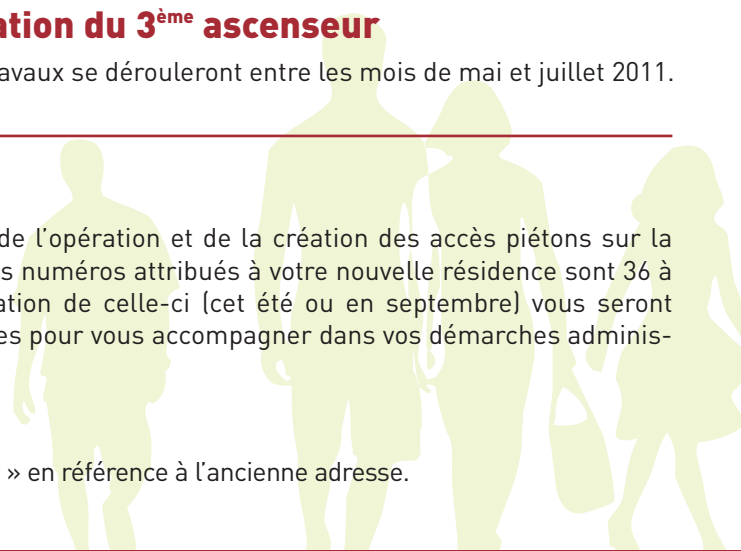 ation du 3ème ascenseur
avaux se dérouleront entre les mois de mai et juillet 2011.
de l'opération et de la création des accès piétons sur la
s numéros attribués à votre nouvelle résidence sont 36 à
ation de celle-ci (cet été ou en septembre) vous seront
es pour vous accompagner dans vos démarches adminis-
» en référence à l'ancienne adresse.